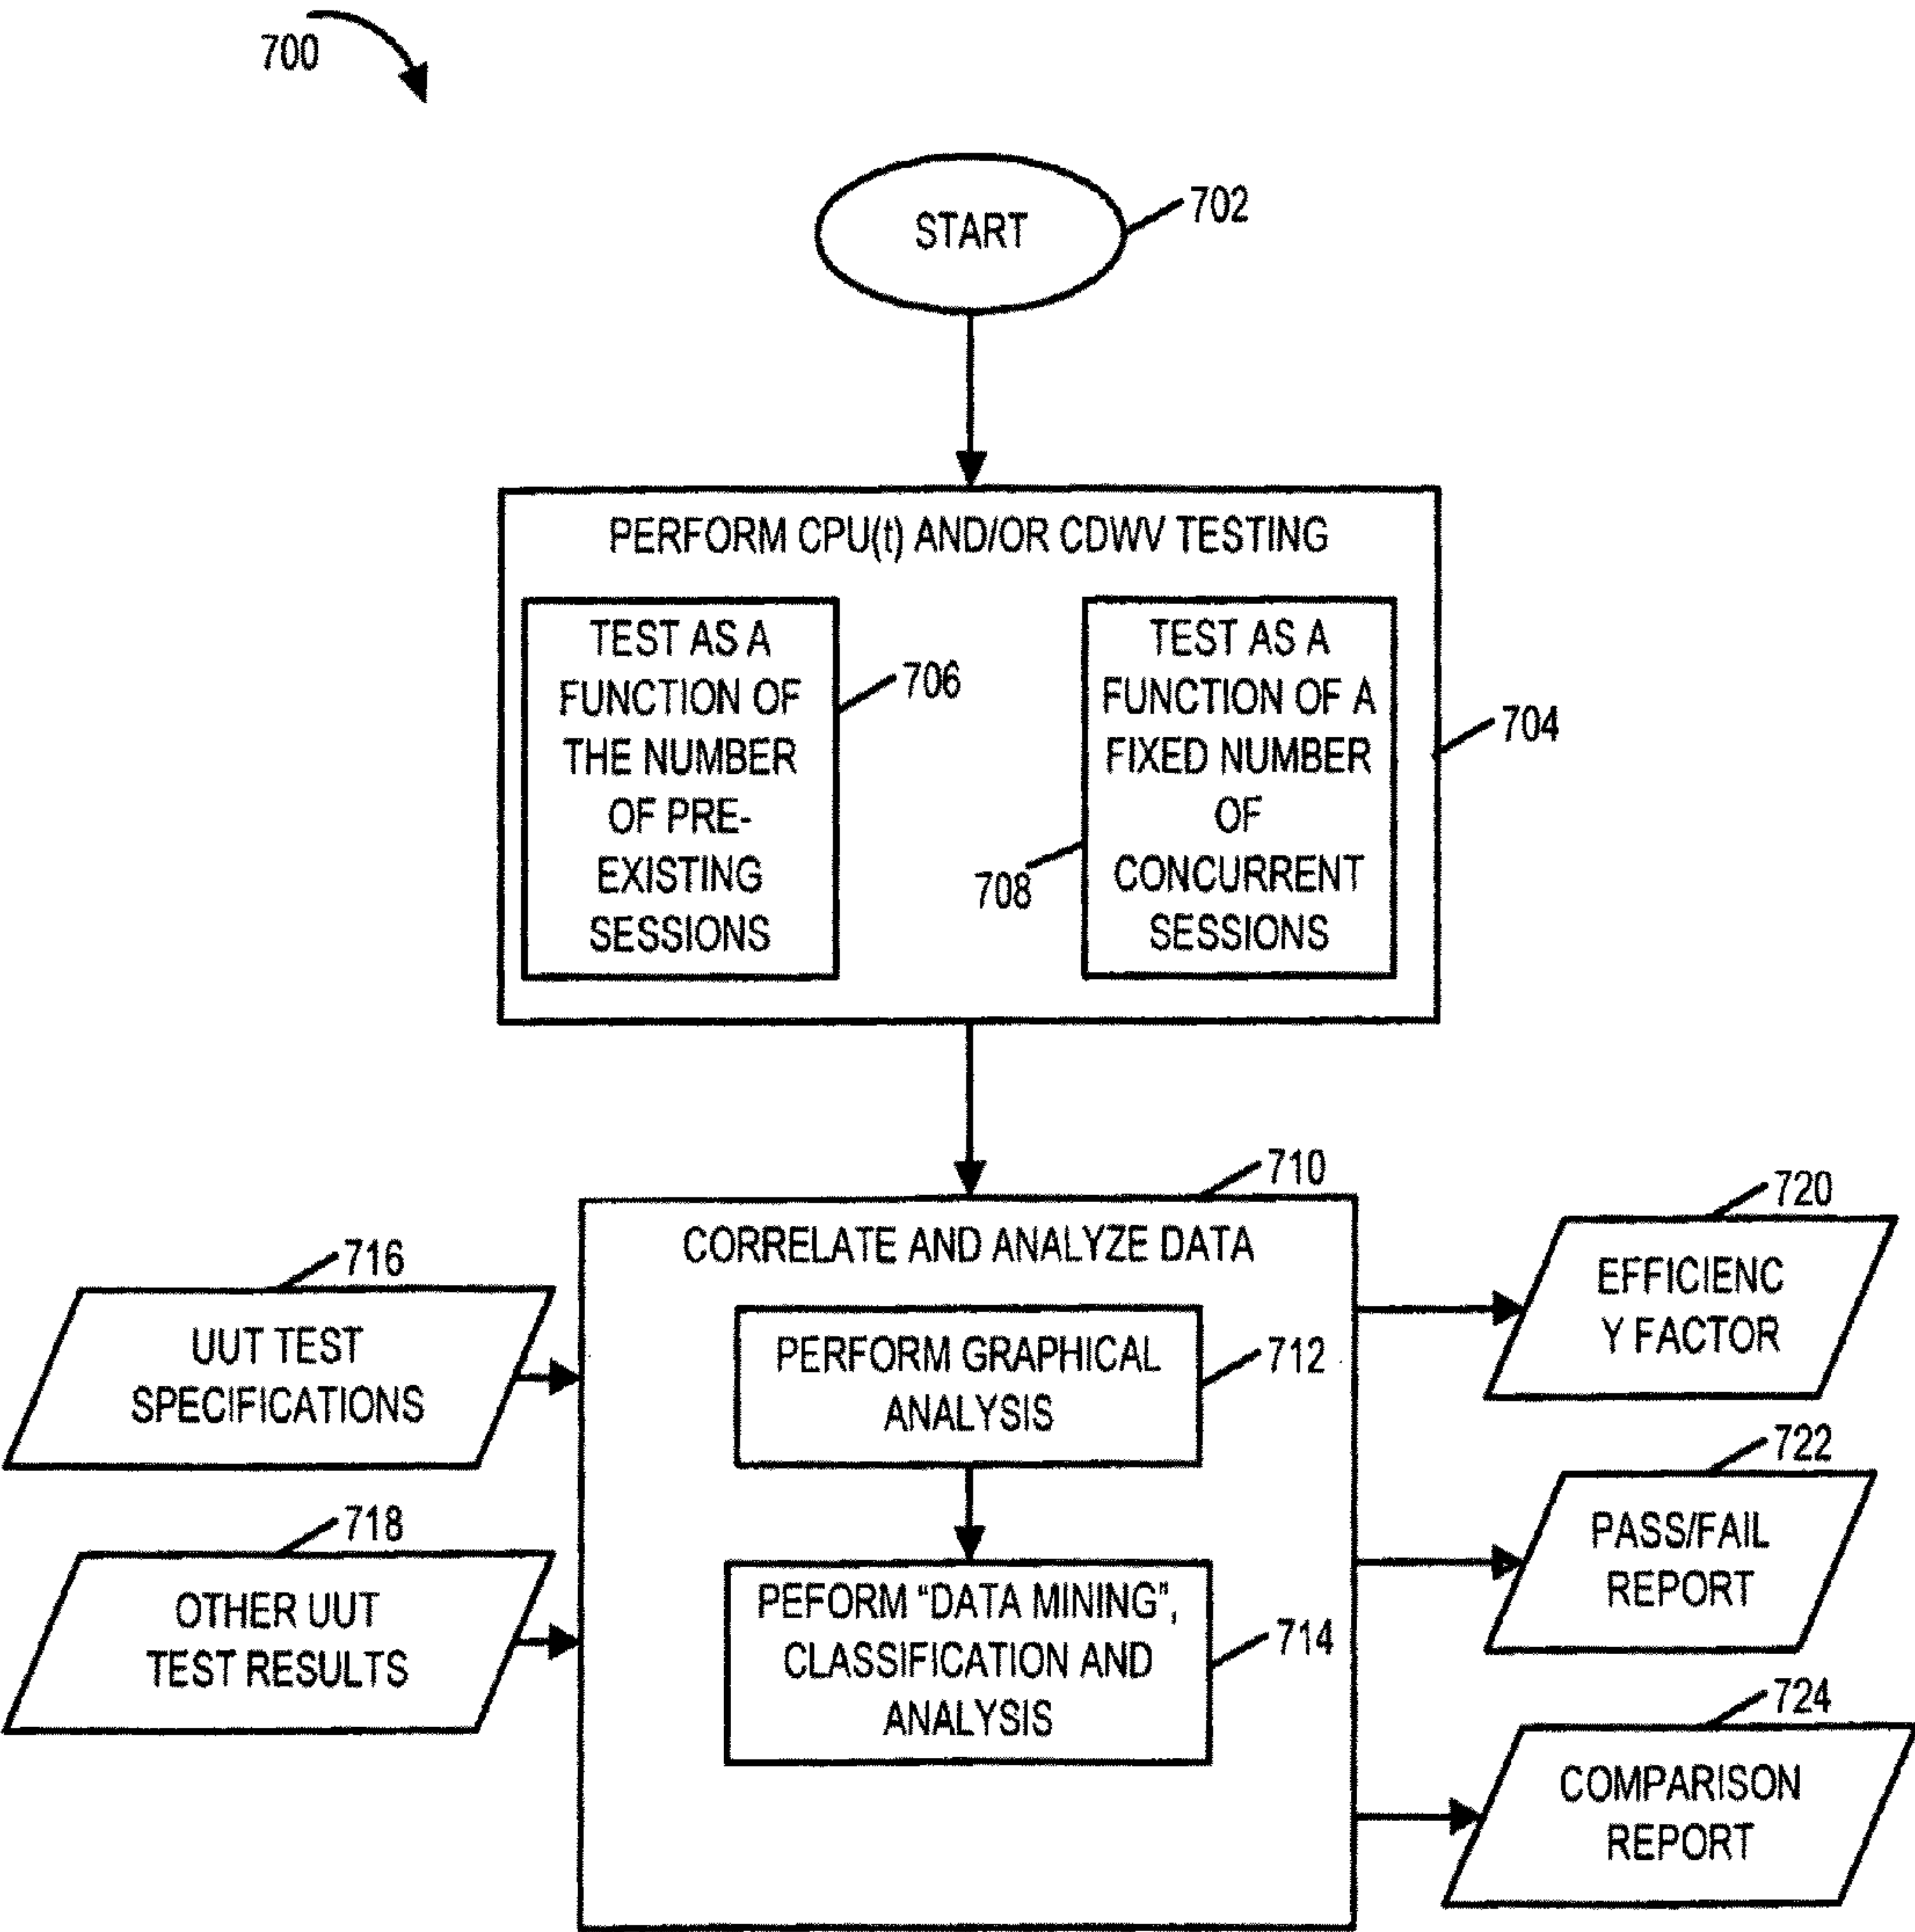 700
START
702
PERFORM CPU(t) AND/OR CDWV TESTING
TEST AS A
FUNCTION OF
THE NUMBER
OF PRE-
EXISTING
SESSIONS
706
TEST AS A
FUNCTION OF A
FIXED NUMBER
OF
CONCURRENT
SESSIONS
708
704
710
CORRELATE AND ANALYZE DATA
716
UUT TEST
SPECIFICATIONS
718
OTHER UUT
TEST RESULTS
PERFORM GRAPHICAL
ANALYSIS
712
PEFORM “DATA MINING”,
CLASSIFICATION AND
ANALYSIS
714
720
EFFICIENC
Y FACTOR
722
PASS/FAIL
REPORT
724
COMPARISON
REPORT